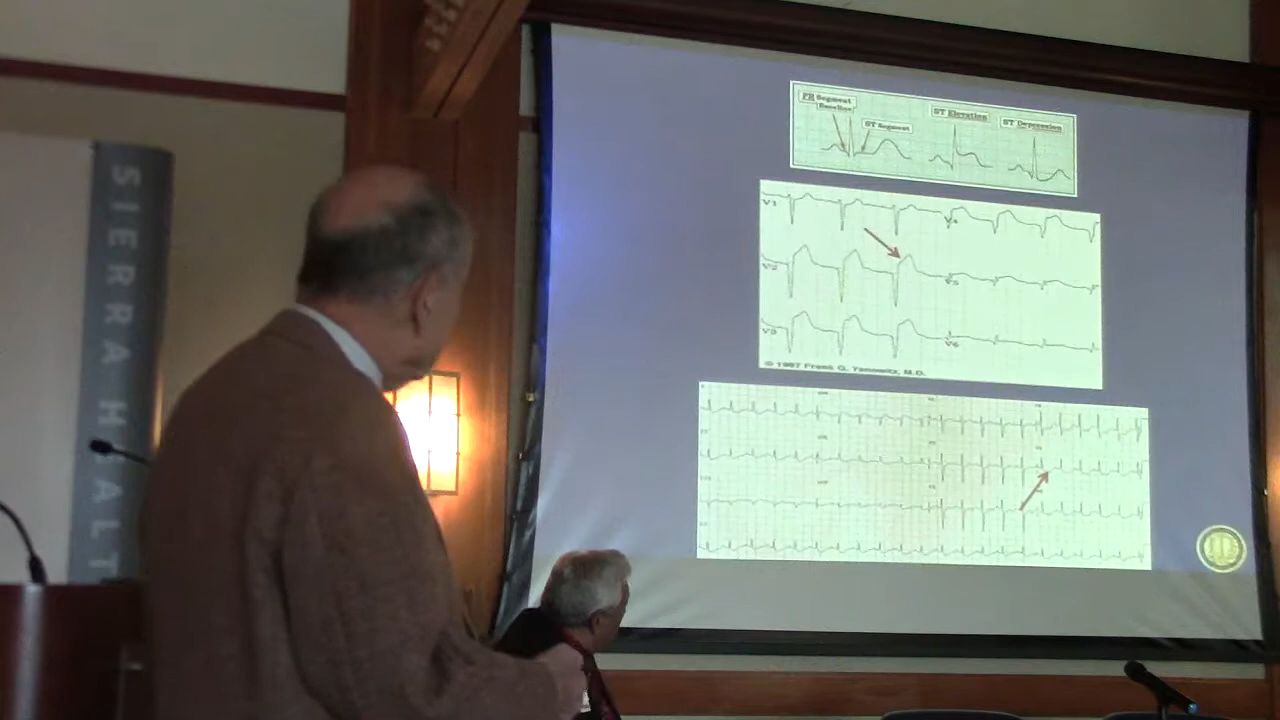 SIERRA HEALT
PR Segment
Baseline
ST Segment
ST Elevation
ST Depression
V1
V4
V2
V5
V3
V6
© 1997 Frank G. Yanowitz, M.D.